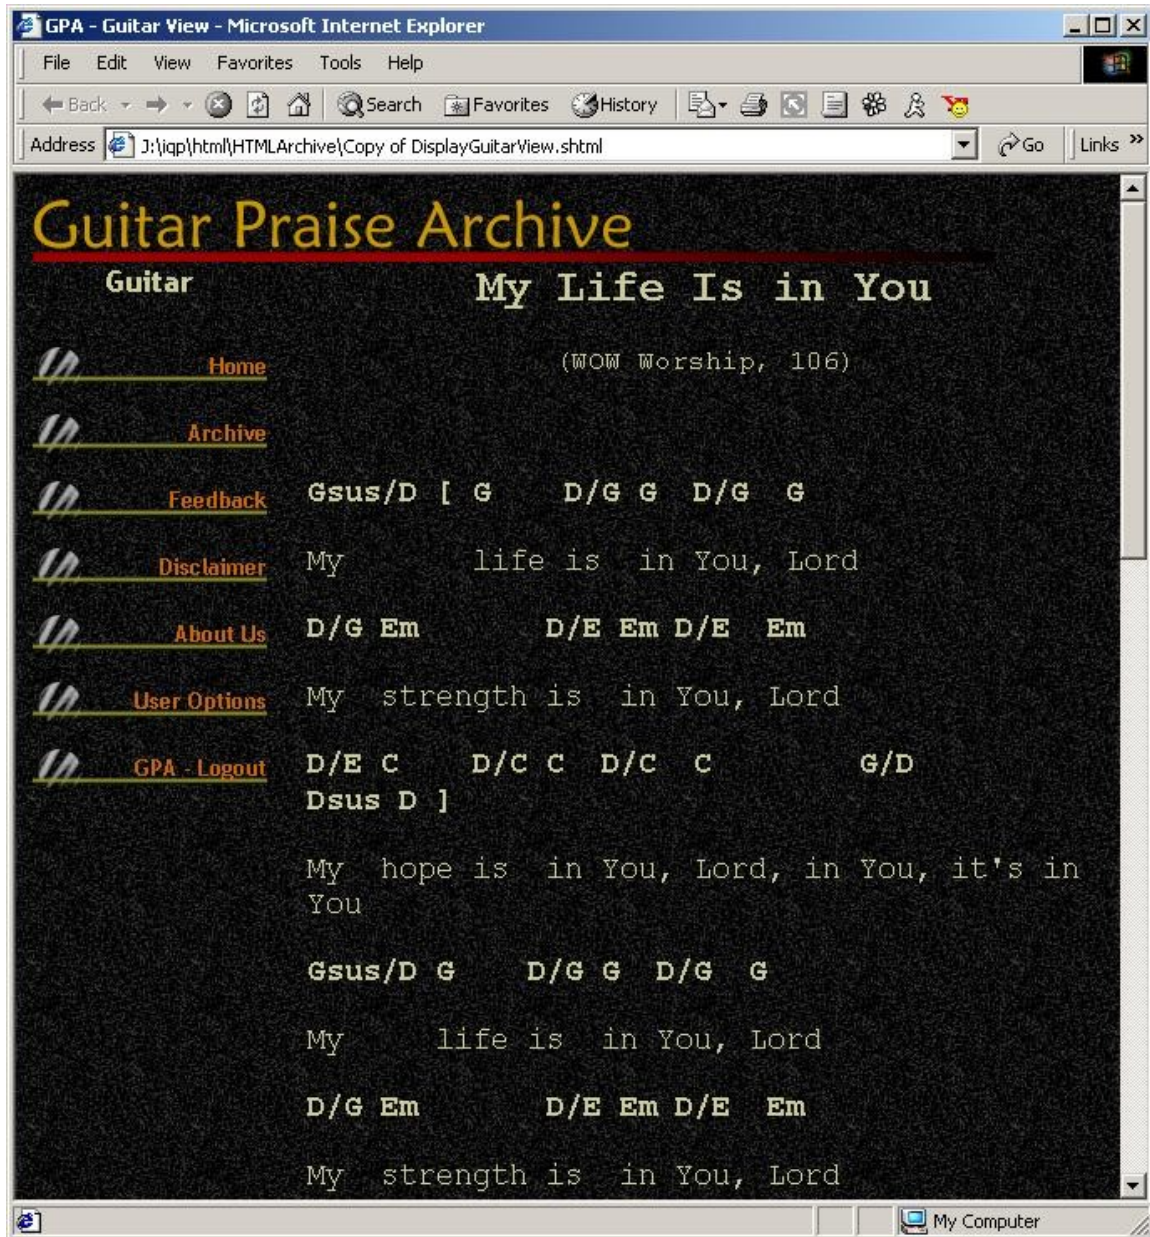 GPA - Guitar View - Microsoft Internet Explorer
File Edit View Favorites Tools Help
Back Search Favorites History
Address J:\iqp\html\HTMLArchive\Copy of DisplayGuitarView.shtml Go Links »
Guitar Praise Archive
Guitar
My Life Is in You
Home
(WOW Worship, 106)
Archive
Feedback
Disclaimer
About Us
User Options
GPA - Logout
Gsus/D [ G D/G G D/G G
My life is in You, Lord
D/G Em D/E Em D/E Em
My strength is in You, Lord
D/E C D/C C D/C C G/D
Dsus D ]
My hope is in You, Lord, in You, it's in
You
Gsus/D G D/G G D/G G
My life is in You, Lord
D/G Em D/E Em D/E Em
My strength is in You, Lord
My Computer